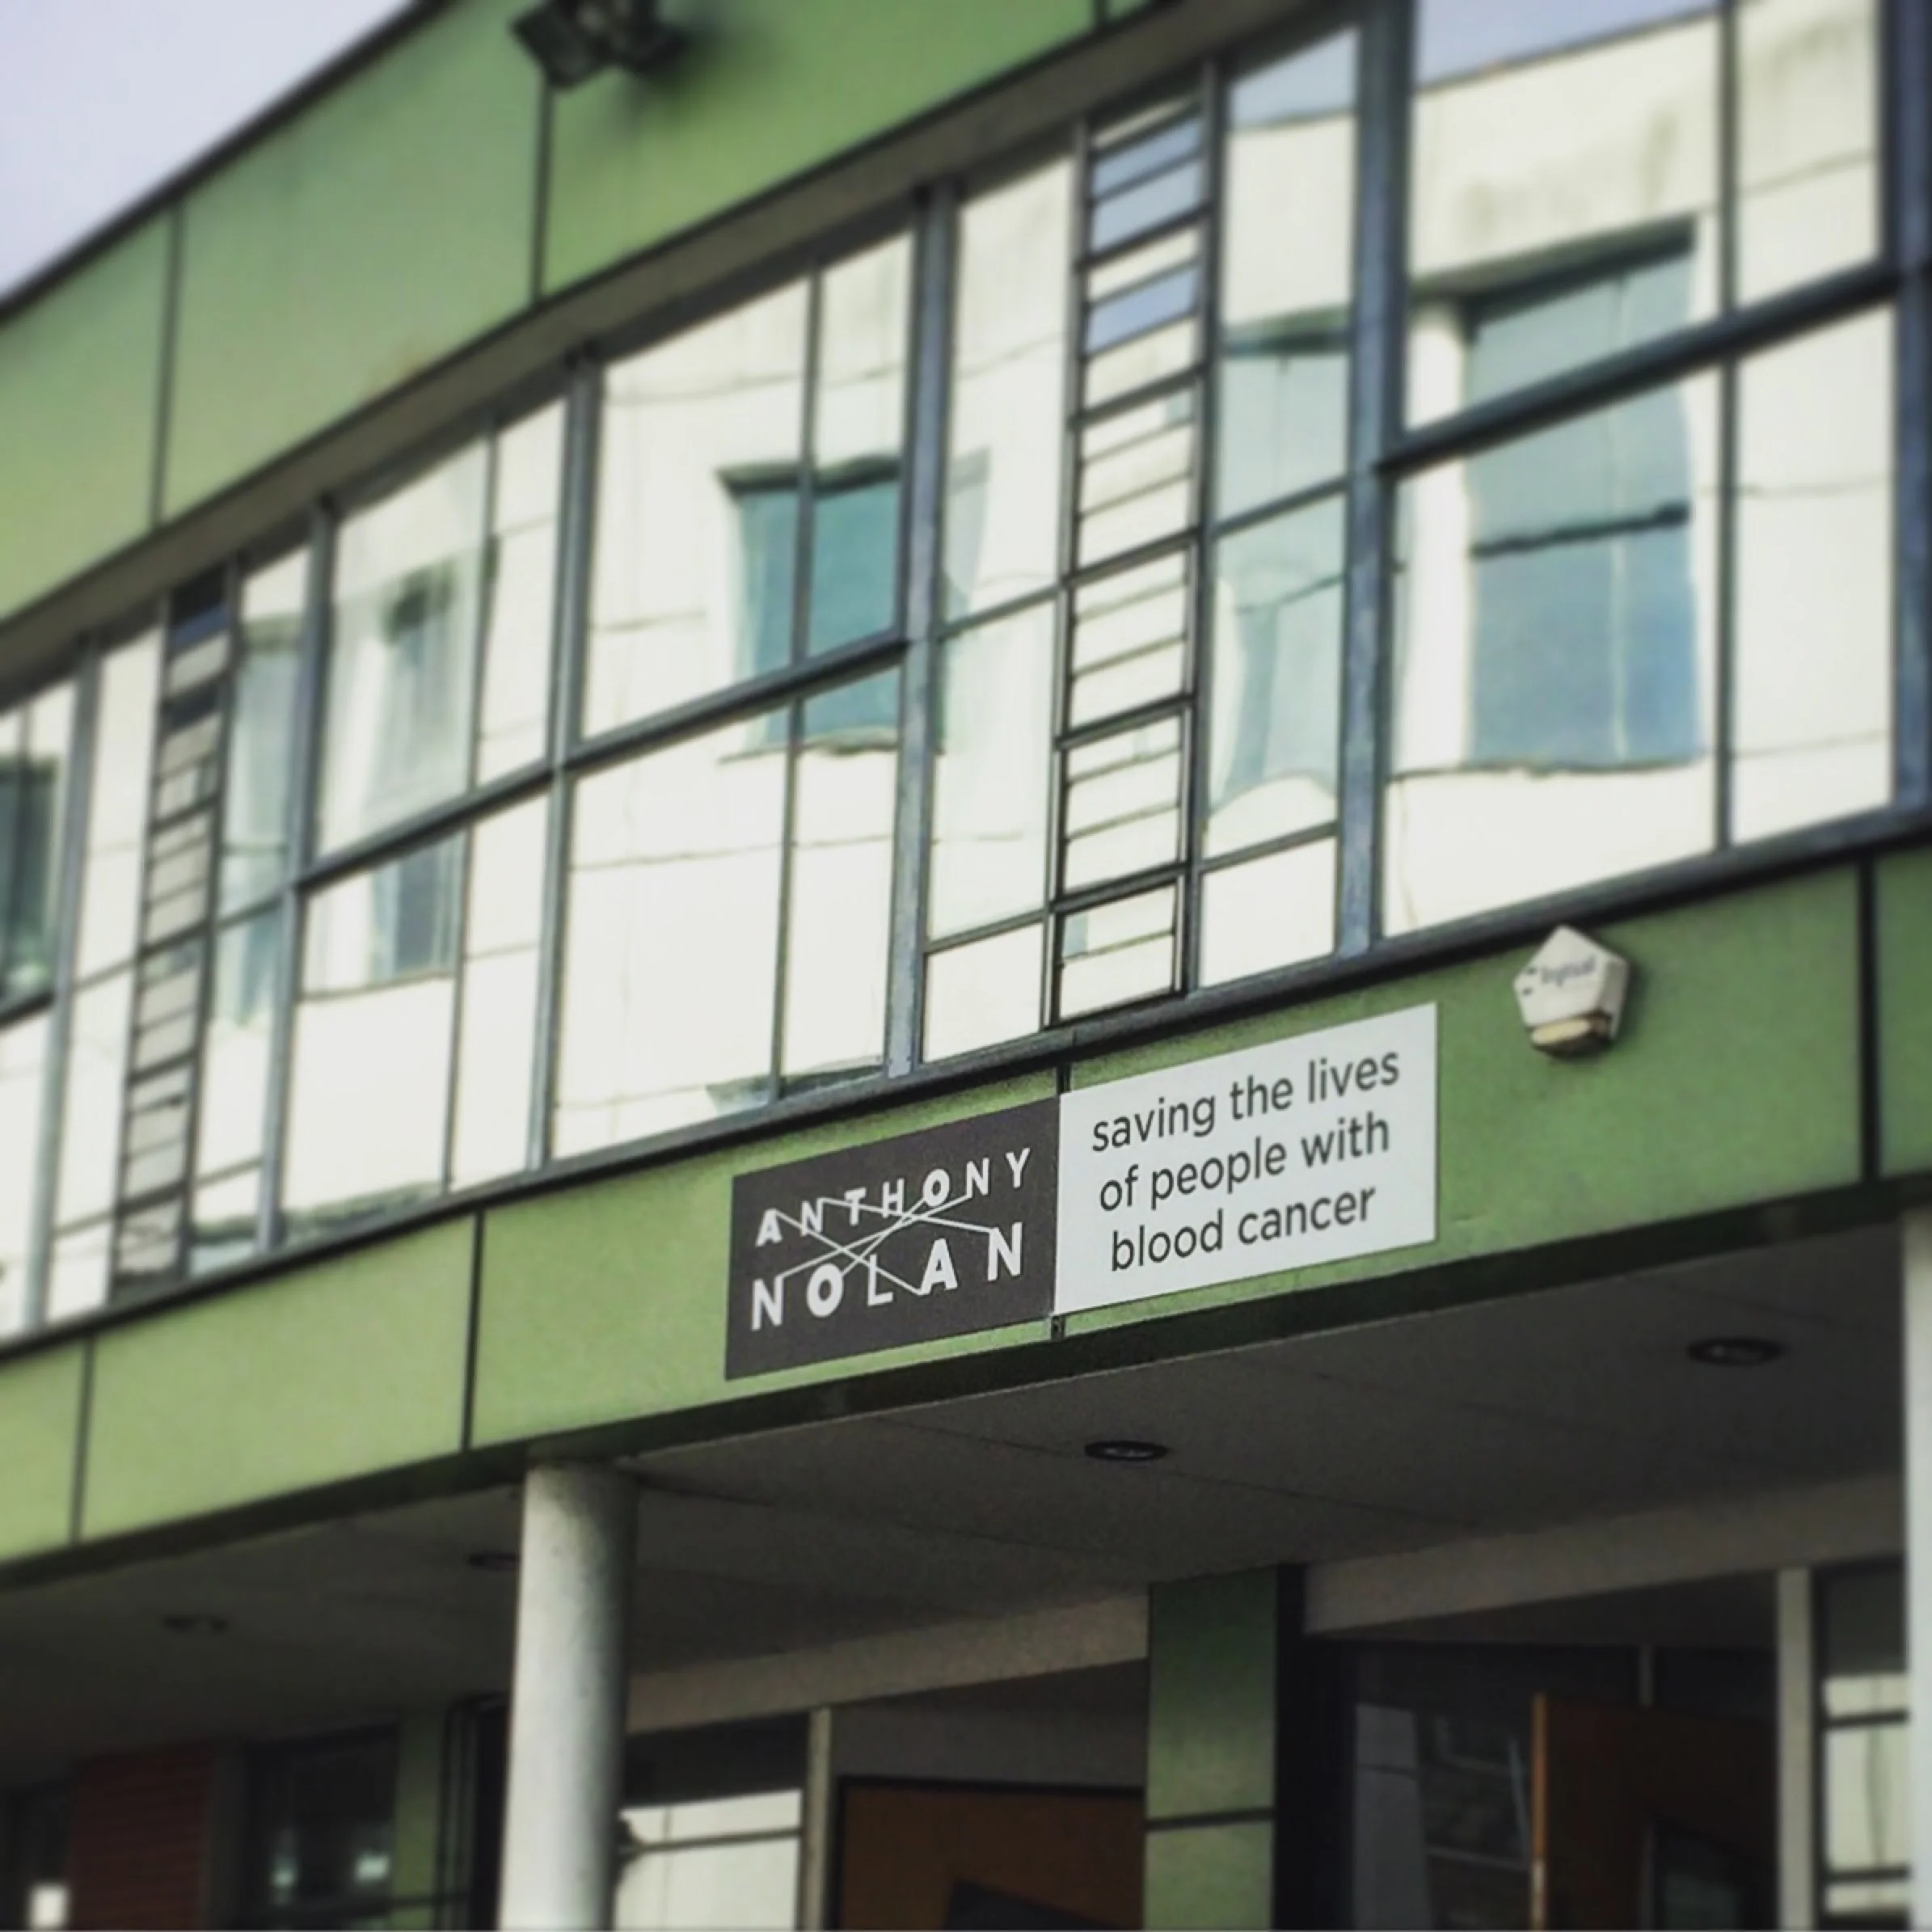 ANTHONY
NOLAN
saving the lives
of people with
blood cancer